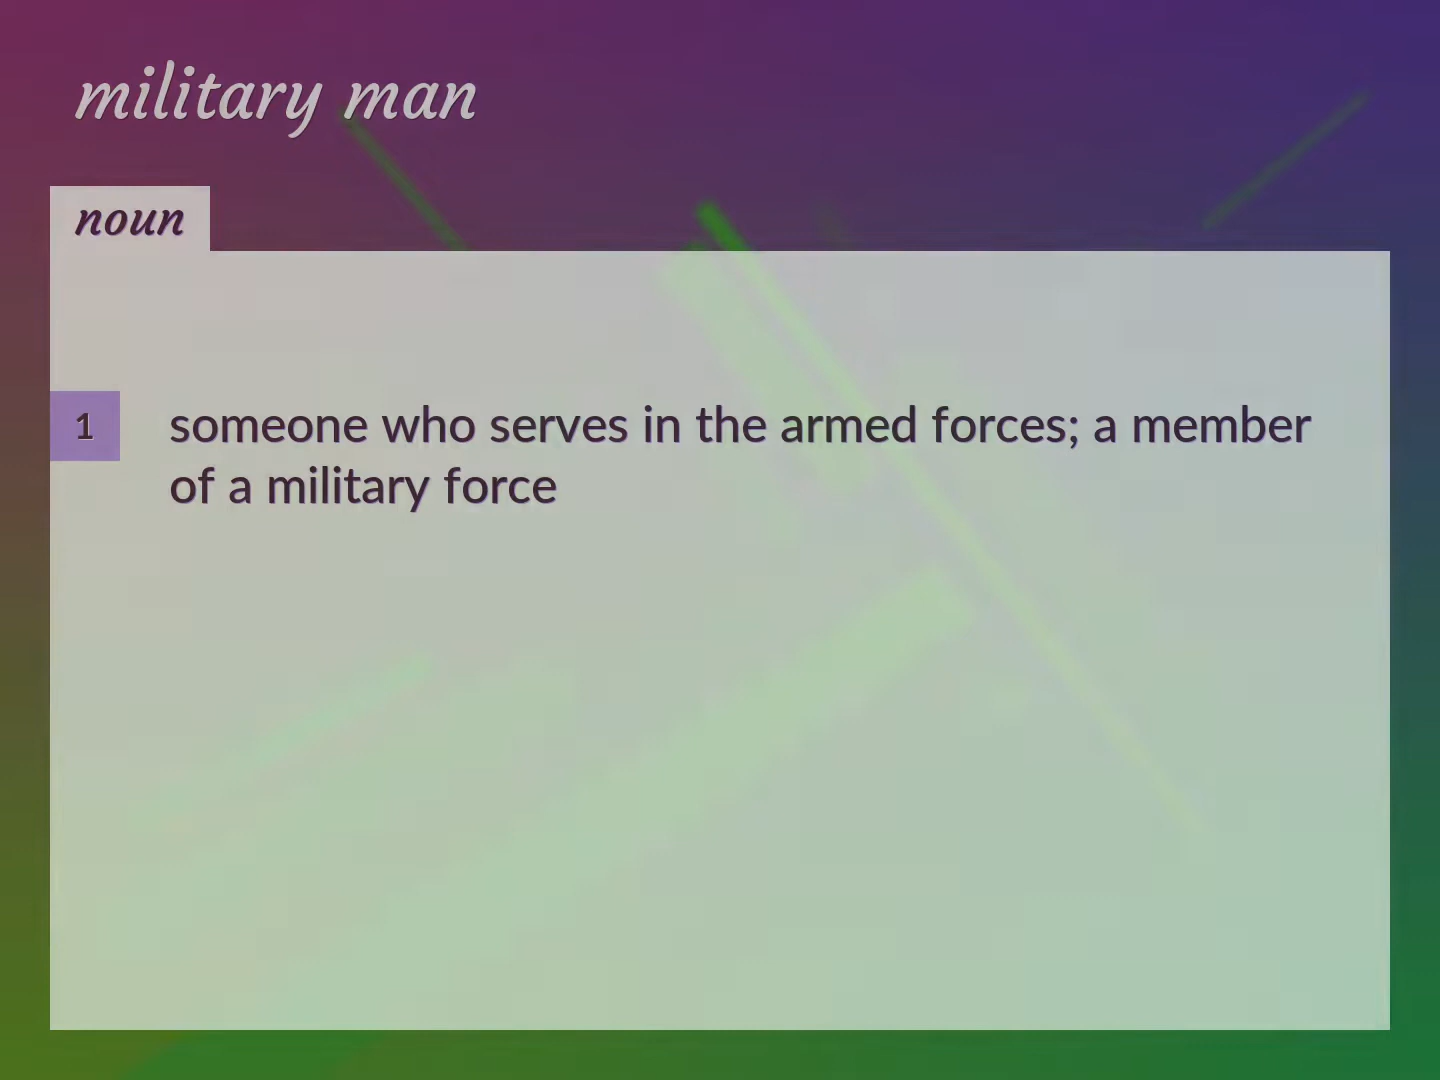 military man
noun
1 someone who serves in the armed forces; a member
of a military force